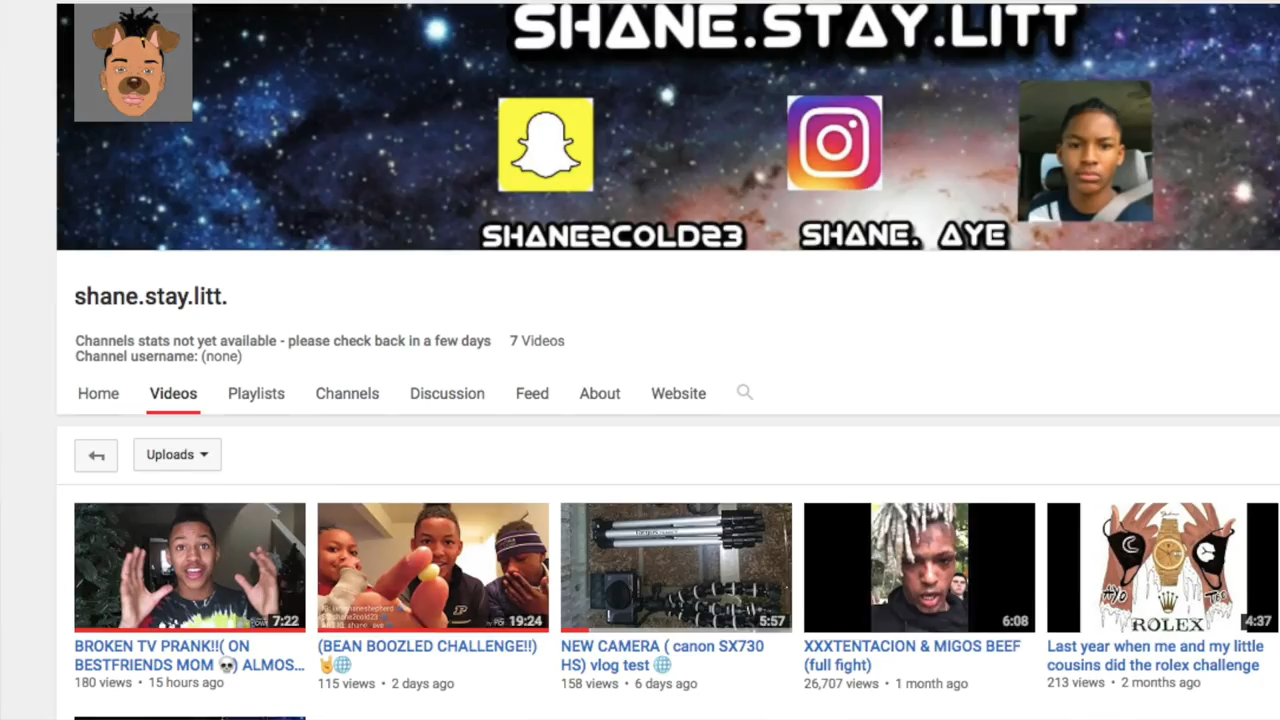 SHANE.STAY.LITT
SHANE2COLD23
SHANE. AYE
shane.stay.litt.
Channels stats not yet available - please check back in a few days 7 Videos
Channel username: (none)
Home Videos Playlists Channels Discussion Feed About Website
Uploads
7:22
19:24
5:57
6:08
4:37
ROLEX
BROKEN TV PRANK!!( ON
BESTFRIENDS MOM 💀) ALMOS...
180 views • 15 hours ago
(BEAN BOOZLED CHALLENGE!!)
🤘🌐
115 views • 2 days ago
NEW CAMERA ( canon SX730
HS) vlog test 🌐
158 views • 6 days ago
XXXTENTACION & MIGOS BEEF
(full fight)
26,707 views • 1 month ago
Last year when me and my little
cousins did the rolex challenge
213 views • 2 months ago